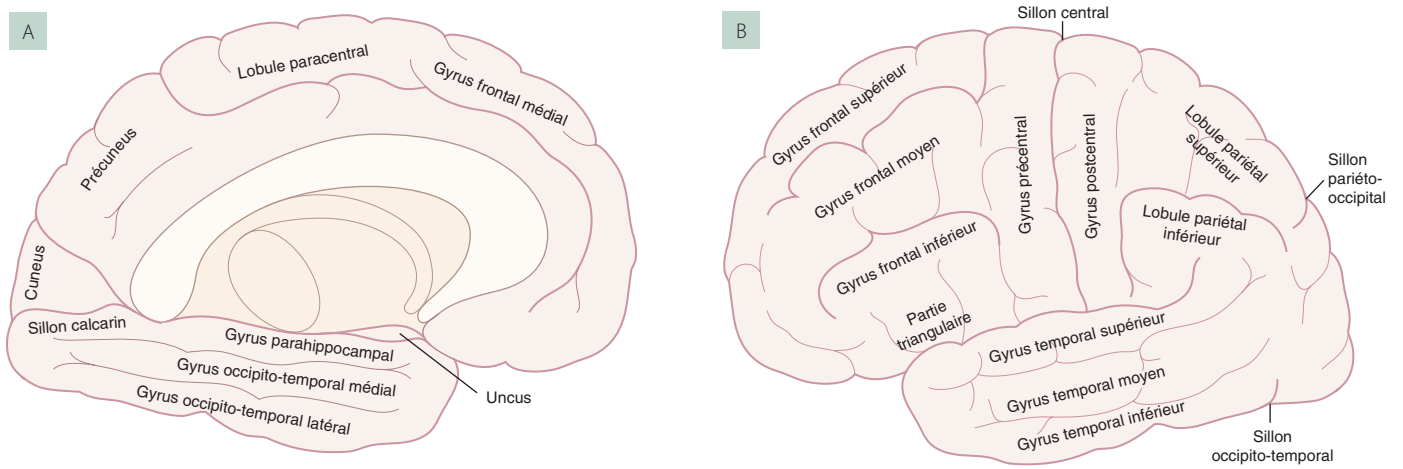 A
Lobule paracentral
Gyrus frontal médial
Précuneus
Cuneus
Sillon calcarin
Gyrus parahippocampal
Gyrus occipito-temporal médial
Gyrus occipito-temporal latéral
Uncus
B
Sillon central
Gyrus frontal supérieur
Gyrus frontal moyen
Gyrus frontal inférieur
Partie
triangulaire
Gyrus précentral
Gyrus postcentral
Lobule pariétal
supérieur
Sillon
pariéto-
occipital
Lobule pariétal
inférieur
Gyrus temporal supérieur
Gyrus temporal moyen
Gyrus temporal inférieur
Sillon
occipito-temporal